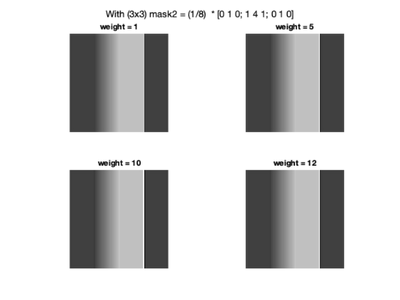 With (3x3) mask2 = (1/8)  * [0 1 0; 1 4 1; 0 1 0]
weight = 1
weight = 5
weight = 10
weight = 12